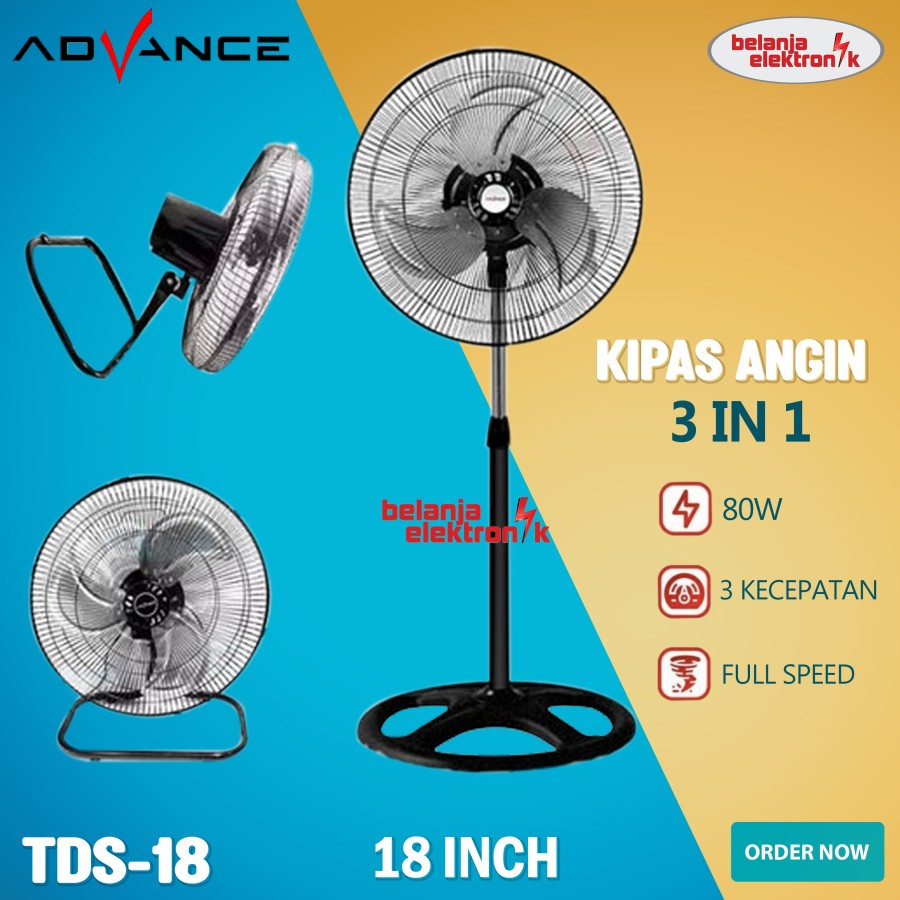 ADVANCE
belanja
elektronik
KIPAS ANGIN
3 IN 1
80W
3 KECEPATAN
FULL SPEED
belanja
elektronik
TDS-18
18 INCH
ORDER NOW